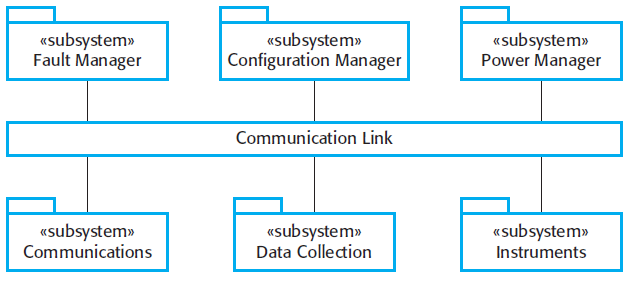 «subsystem»
Fault Manager
«subsystem»
Configuration Manager
«subsystem»
Power Manager
Communication Link
«subsystem»
Communications
«subsystem»
Data Collection
«subsystem»
Instruments